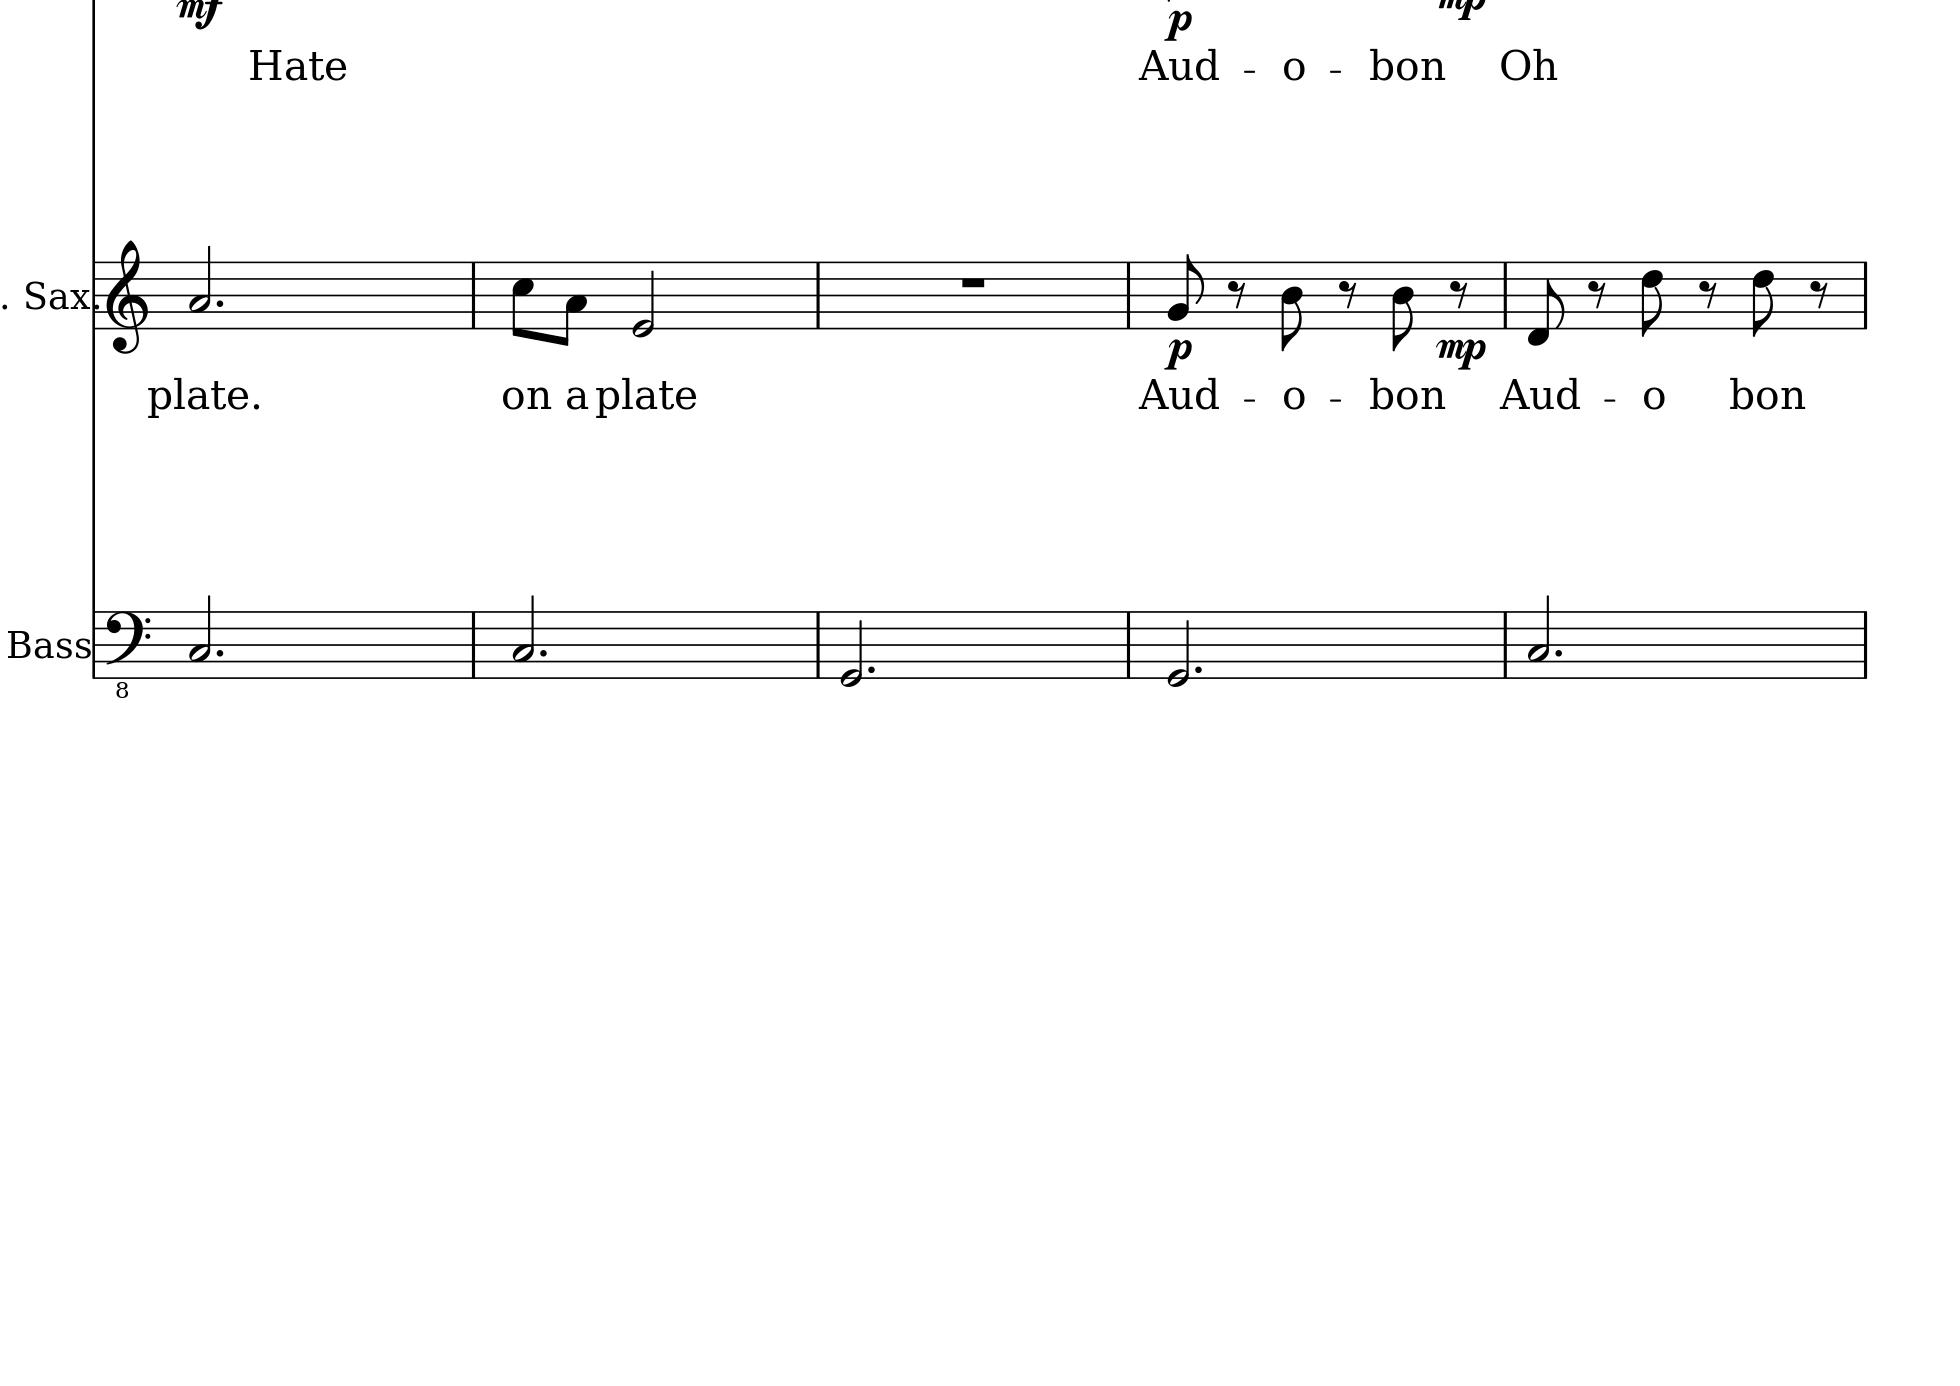 mf p mp
Hate Aud - o - bon Oh
. Sax.
p mp
plate. on a plate Aud - o - bon Aud - o bon
Bass
8